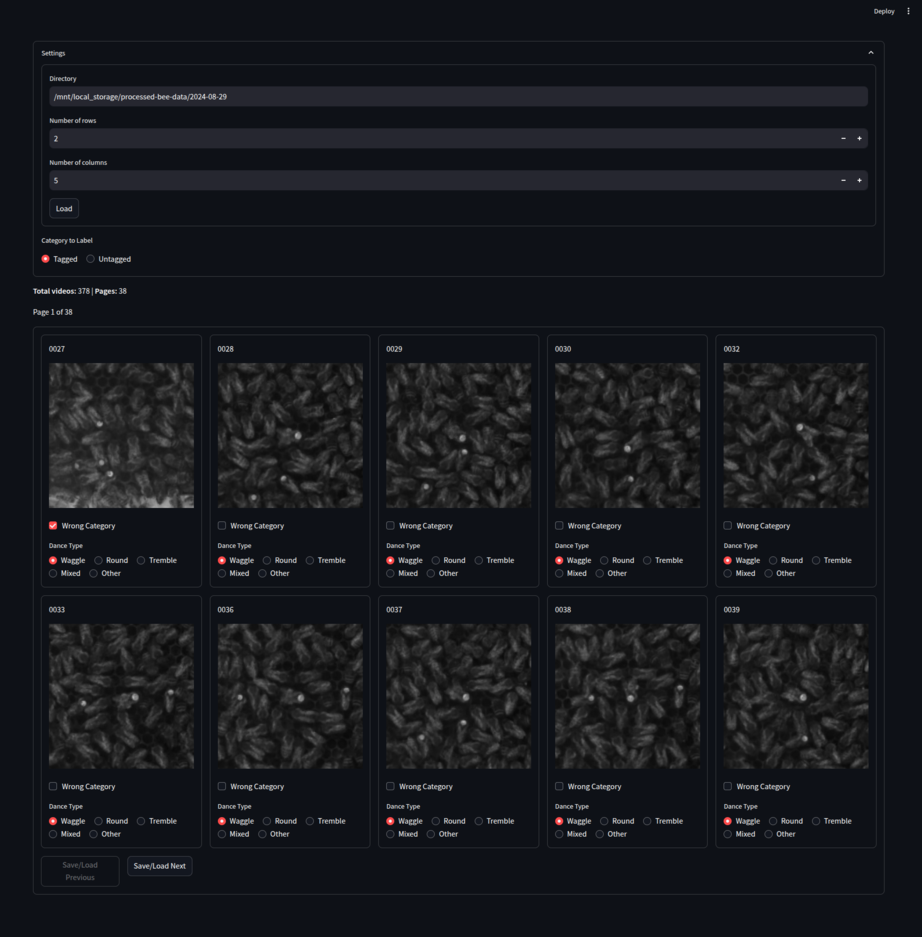 Deploy
Settings
Directory
/mnt/local_storage/processed-bee-data/2024-08-29
Number of rows
2 − +
Number of columns
5 − +
Load
Category to Label
Tagged Untagged
Total videos: 378 | Pages: 38
Page 1 of 38
0027 0028 0029 0030 0032
Wrong Category Wrong Category Wrong Category Wrong Category Wrong Category
Dance Type Dance Type Dance Type Dance Type Dance Type
Waggle Round Tremble Waggle Round Tremble Waggle Round Tremble Waggle Round Tremble Waggle Round Tremble
Mixed Other Mixed Other Mixed Other Mixed Other Mixed Other
0033 0036 0037 0038 0039
Wrong Category Wrong Category Wrong Category Wrong Category Wrong Category
Dance Type Dance Type Dance Type Dance Type Dance Type
Waggle Round Tremble Waggle Round Tremble Waggle Round Tremble Waggle Round Tremble Waggle Round Tremble
Mixed Other Mixed Other Mixed Other Mixed Other Mixed Other
Save/Load
Previous
Save/Load Next